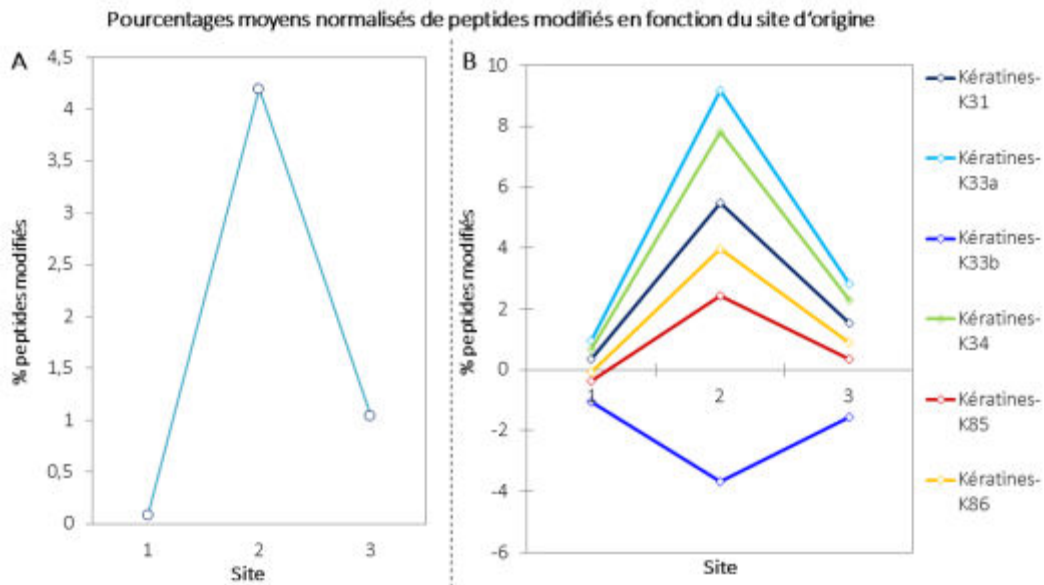 Pourcentages moyens normalisés de peptides modifiés en fonction du site d'origine
A
4,5
4
3,5
3
2,5
2
1,5
1
0,5
0
% peptides modifiés
1 2 3
Site
B
10
8
6
4
2
0
-2
-4
-6
% peptides modifiés
1 2 3
Site
Kératines-
K31
Kératines-
K33a
Kératines-
K33b
Kératines-
K34
Kératines-
K85
Kératines-
K86